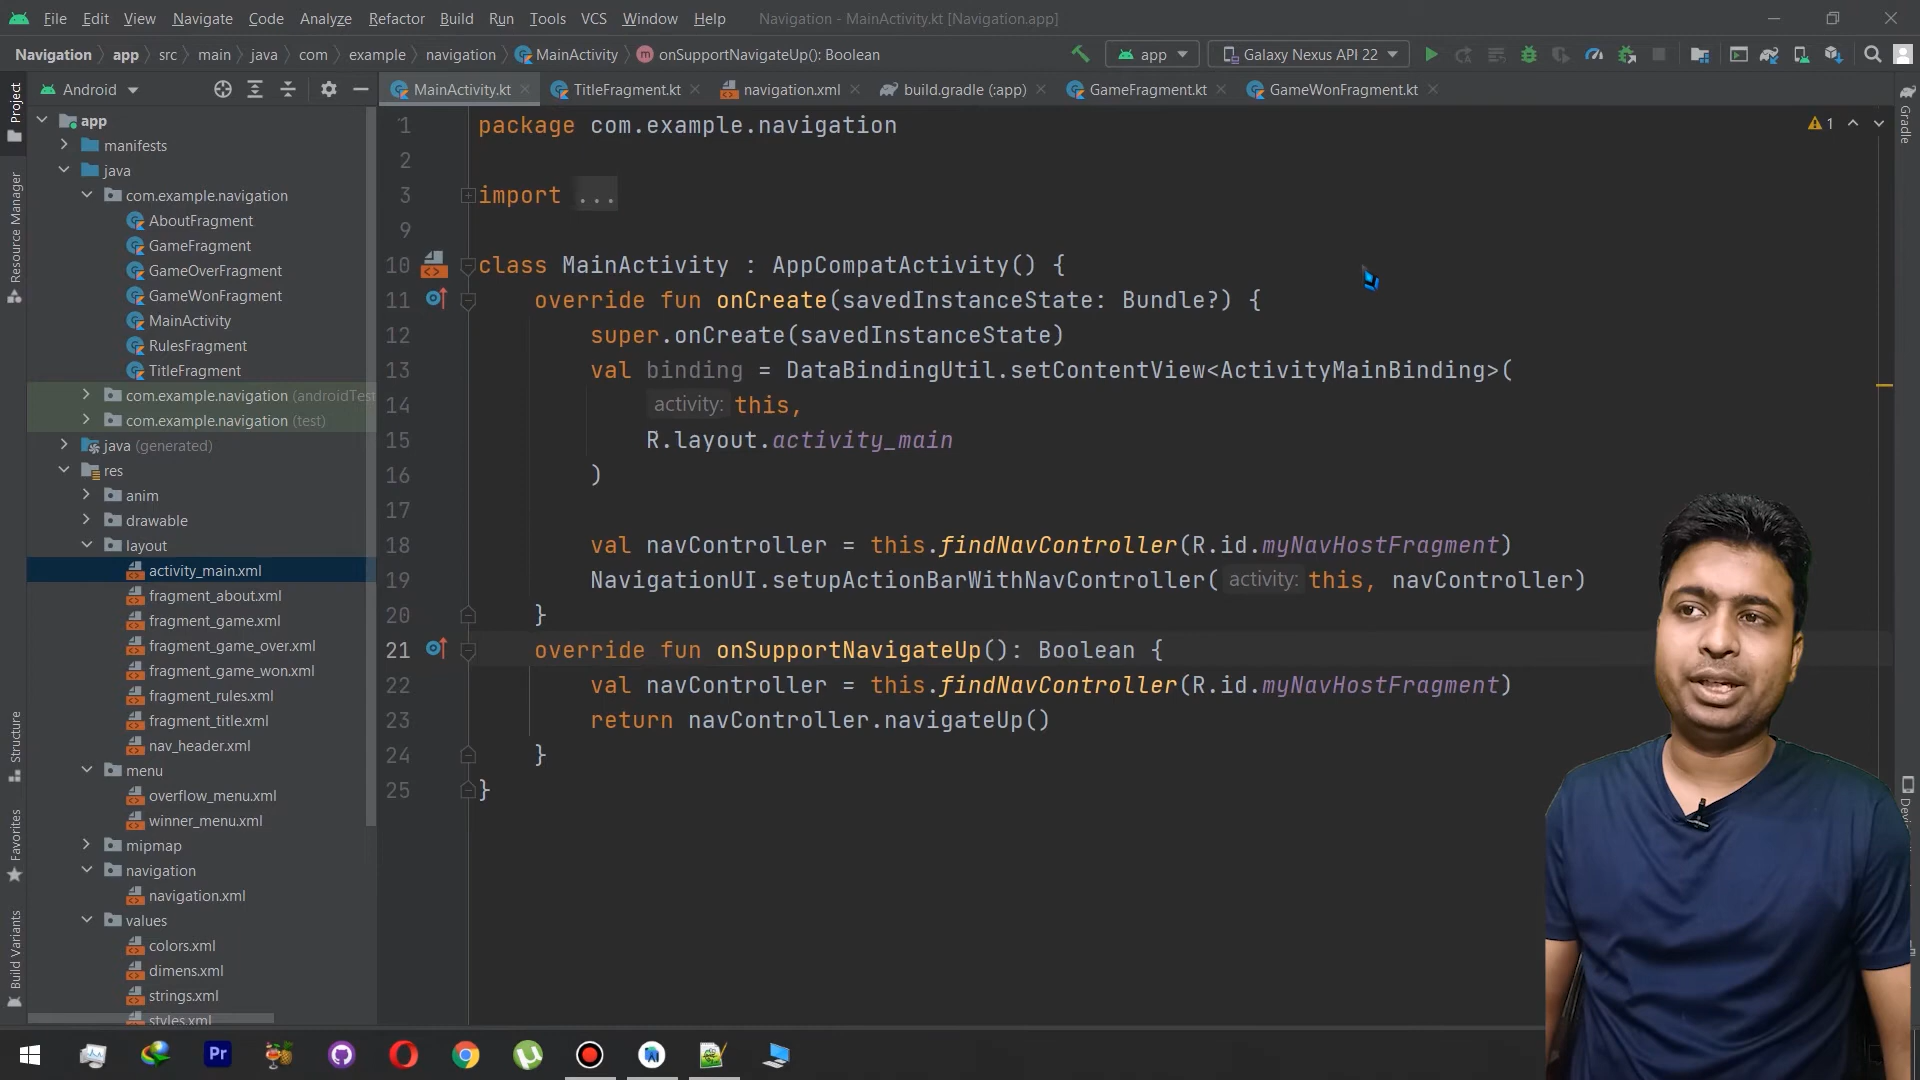 File Edit View Navigate Code Analyze Refactor Build Run Tools VCS Window Help Navigation - MainActivity.kt [Navigation.app]
Navigation app src main java com example navigation MainActivity onSupportNavigateUp(): Boolean app Galaxy Nexus API 22
Android MainActivity.kt TitleFragment.kt navigation.xml build.gradle (:app) GameFragment.kt GameWonFragment.kt
Project
Resource Manager
Structure
Favorites
Build Variants
app
manifests
java
com.example.navigation
AboutFragment
GameFragment
GameOverFragment
GameWonFragment
MainActivity
RulesFragment
TitleFragment
com.example.navigation (androidTest
com.example.navigation (test)
java (generated)
res
anim
drawable
layout
activity_main.xml
fragment_about.xml
fragment_game.xml
fragment_game_over.xml
fragment_game_won.xml
fragment_rules.xml
fragment_title.xml
nav_header.xml
menu
overflow_menu.xml
winner_menu.xml
mipmap
navigation
navigation.xml
values
colors.xml
dimens.xml
strings.xml
styles.xml
1 package com.example.navigation
2
3 import ...
9
10 class MainActivity : AppCompatActivity() {
11 override fun onCreate(savedInstanceState: Bundle?) {
12 super.onCreate(savedInstanceState)
13 val binding = DataBindingUtil.setContentView<ActivityMainBinding>(
14 activity: this,
15 R.layout.activity_main
16 )
17
18 val navController = this.findNavController(R.id.myNavHostFragment)
19 NavigationUI.setupActionBarWithNavController( activity: this, navController)
20 }
21 override fun onSupportNavigateUp(): Boolean {
22 val navController = this.findNavController(R.id.myNavHostFragment)
23 return navController.navigateUp()
24 }
25 }
1
Gradle
Pr